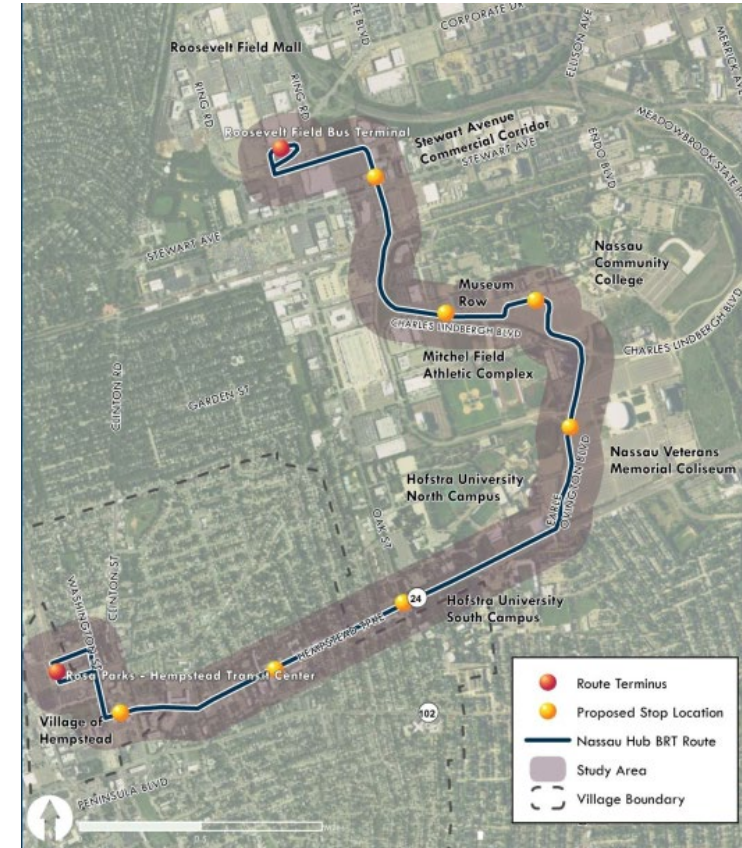 CORPORATE DR
ELLISON AVE
MERRICK AVE
Roosevelt Field Mall
RING RD
RING RD
MEADOWBROOK STATE
Roosevelt Field Bus Terminal
Stewart Avenue
Commercial Corridor
STEWART AVE
ENDO BLVD
STEWART AVE
Nassau
Community
College
Museum
Row
CHARLES LINDBERGH BLVD
CHARLES LINDBERGH BLVD
Mitchel Field
Athletic Complex
CLINTON RD
GARDEN ST
Nassau Veterans
Memorial Coliseum
Hofstra University
North Campus
EARLE
OVINGTON BLVD
OAK ST
CLINTON ST
WASHINGTON ST
24
Hofstra University
South Campus
HEMPSTEAD TPKE
Rosa Parks - Hempstead Transit Center
102
Village of
Hempstead
PENINSULA BLVD
Route Terminus
Proposed Stop Location
Nassau Hub BRT Route
Study Area
Village Boundary